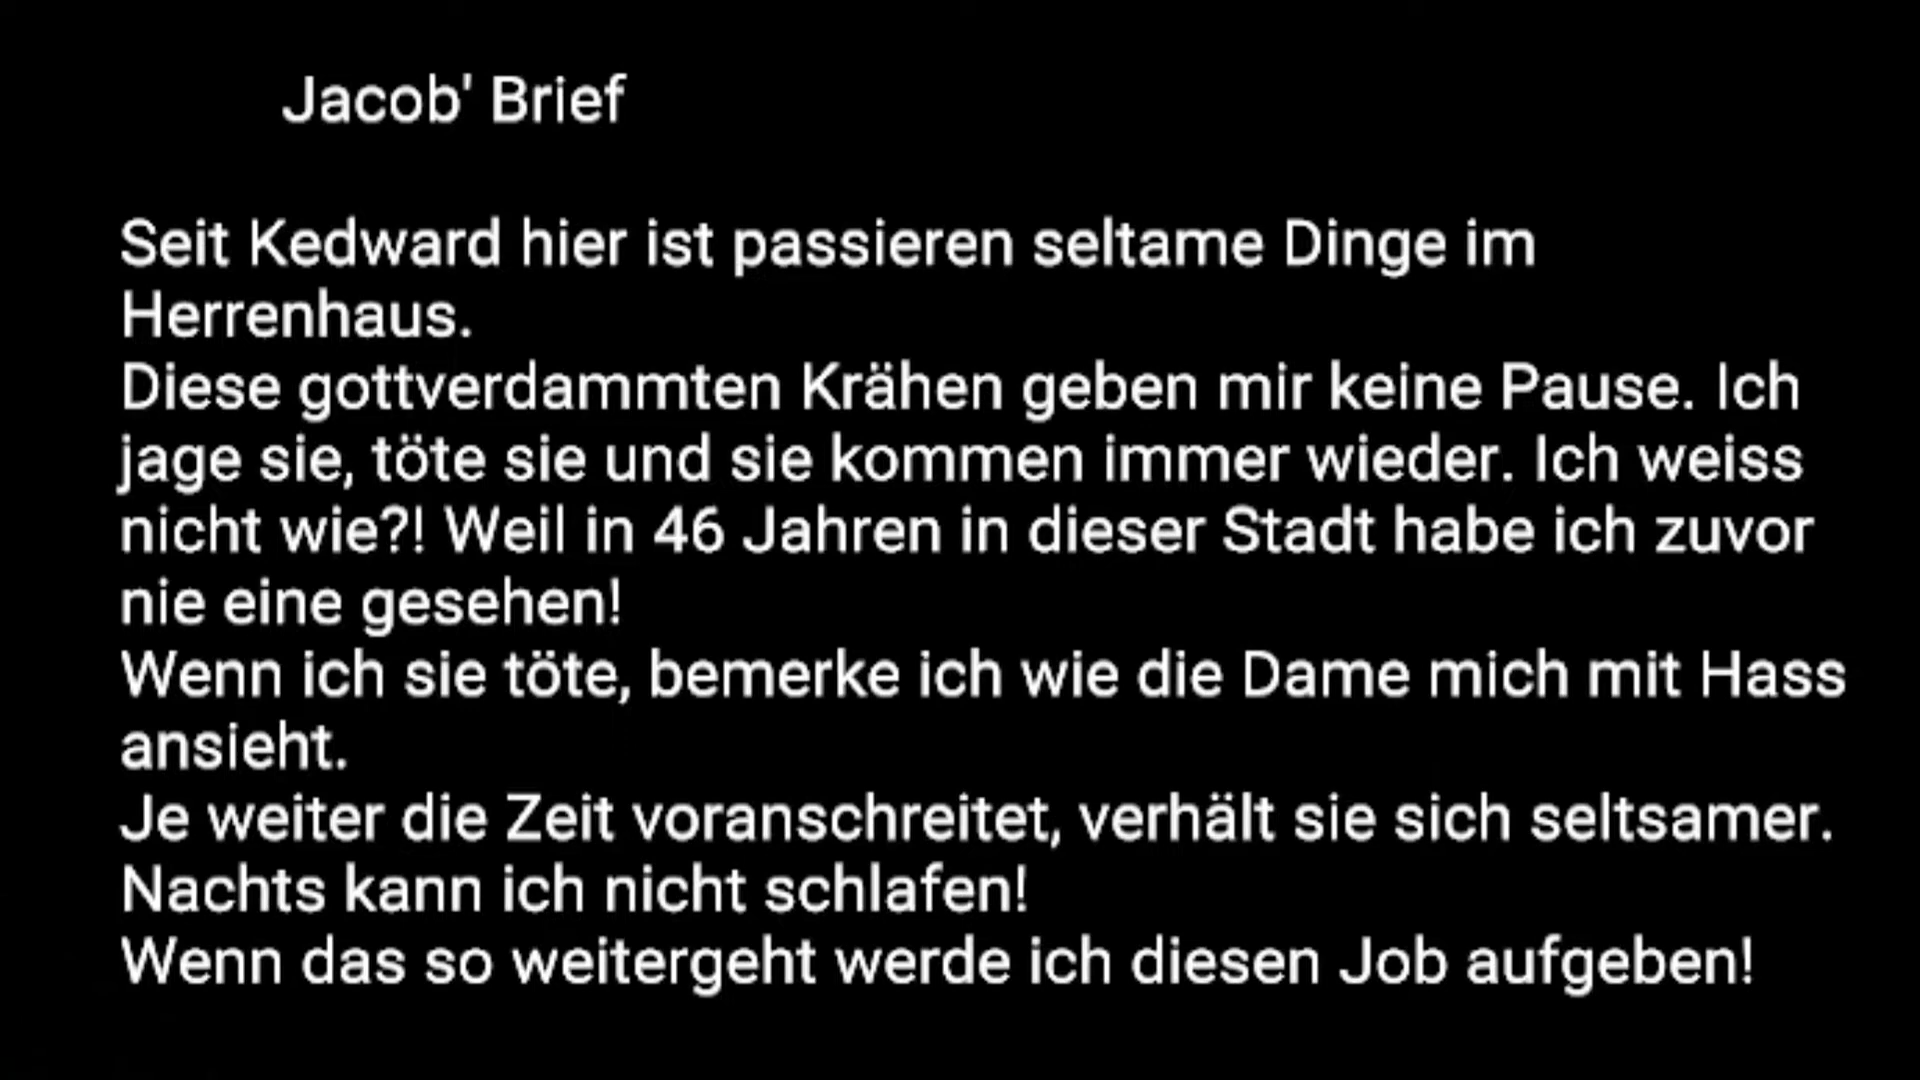 Jacob' Brief
Seit Kedward hier ist passieren seltame Dinge im
Herrenhaus.
Diese gottverdammten Krähen geben mir keine Pause. Ich
jage sie, töte sie und sie kommen immer wieder. Ich weiss
nicht wie?! Weil in 46 Jahren in dieser Stadt habe ich zuvor
nie eine gesehen!
Wenn ich sie töte, bemerke ich wie die Dame mich mit Hass
ansieht.
Je weiter die Zeit voranschreitet, verhält sie sich seltsamer.
Nachts kann ich nicht schlafen!
Wenn das so weitergeht werde ich diesen Job aufgeben!